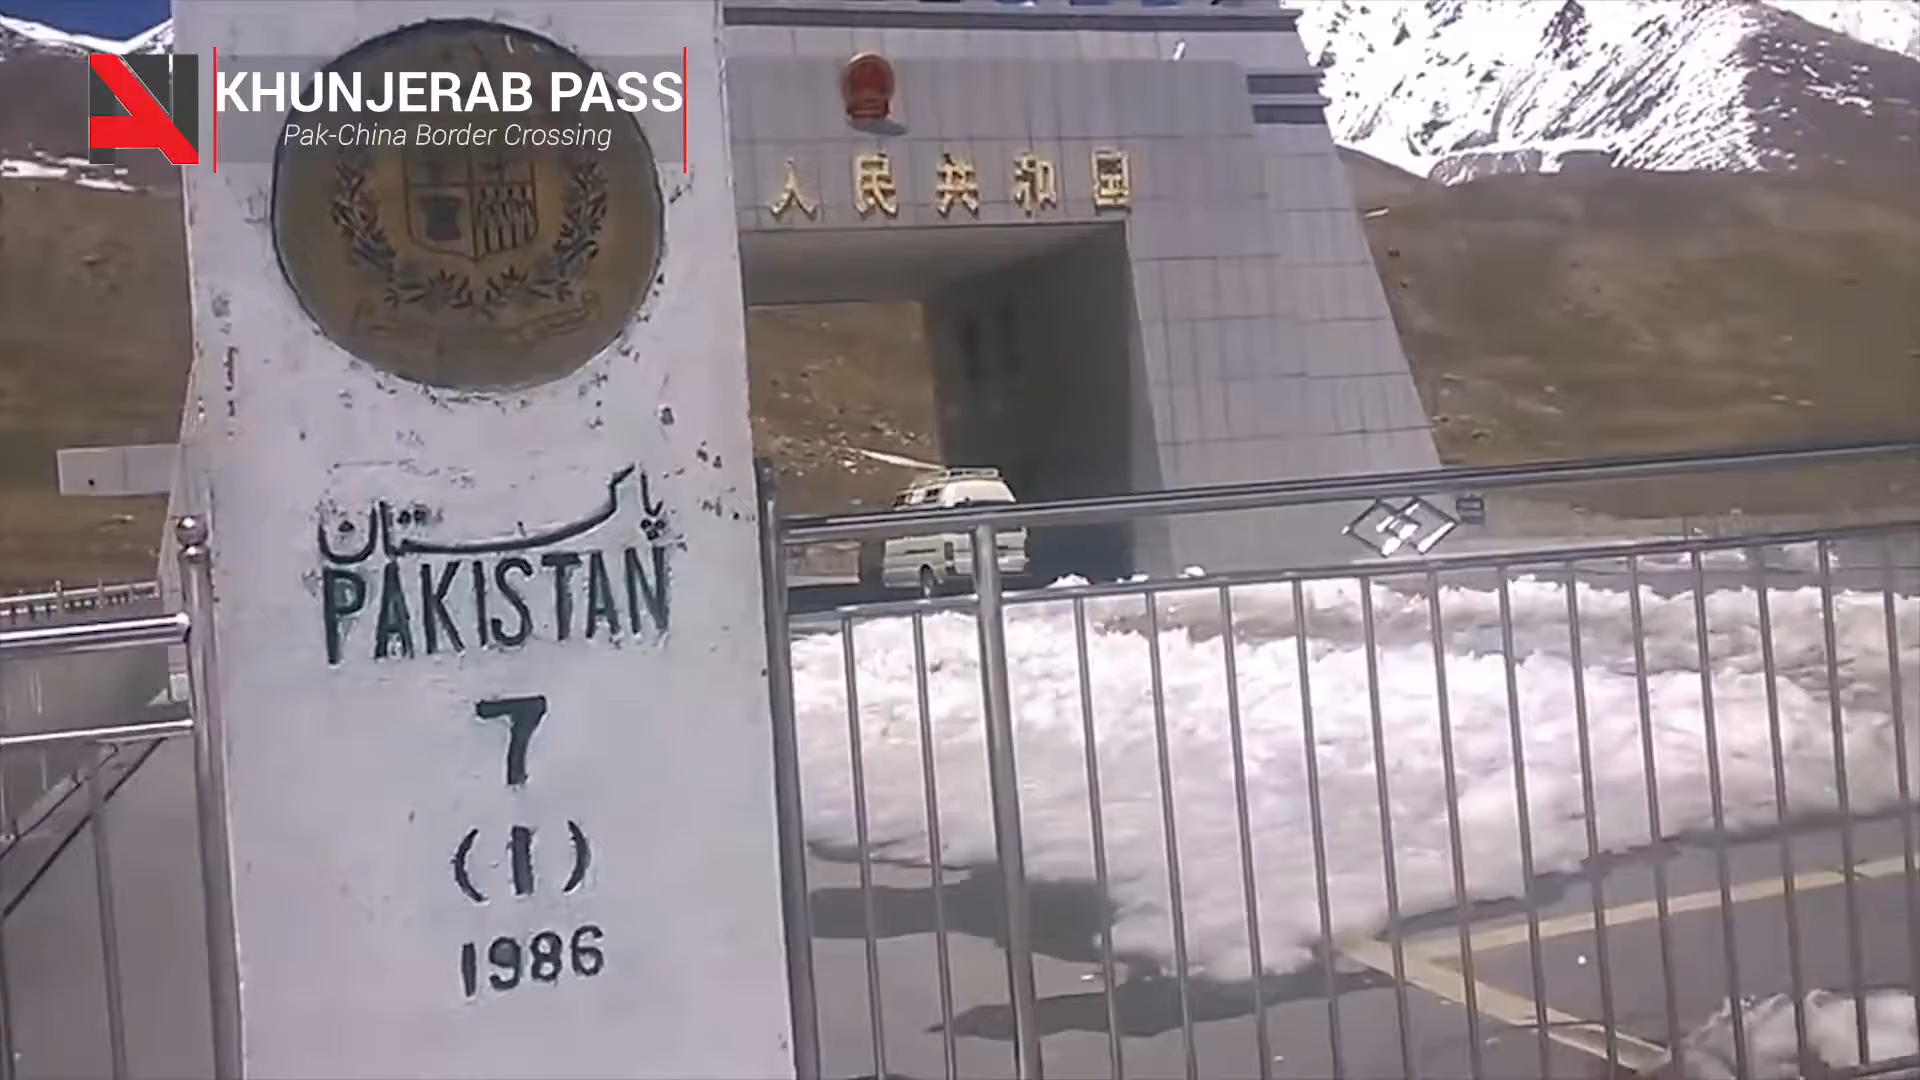 KHUNJERAB PASS
Pak-China Border Crossing
人民共和国
پاکستان
PAKISTAN
7
(1)
1986